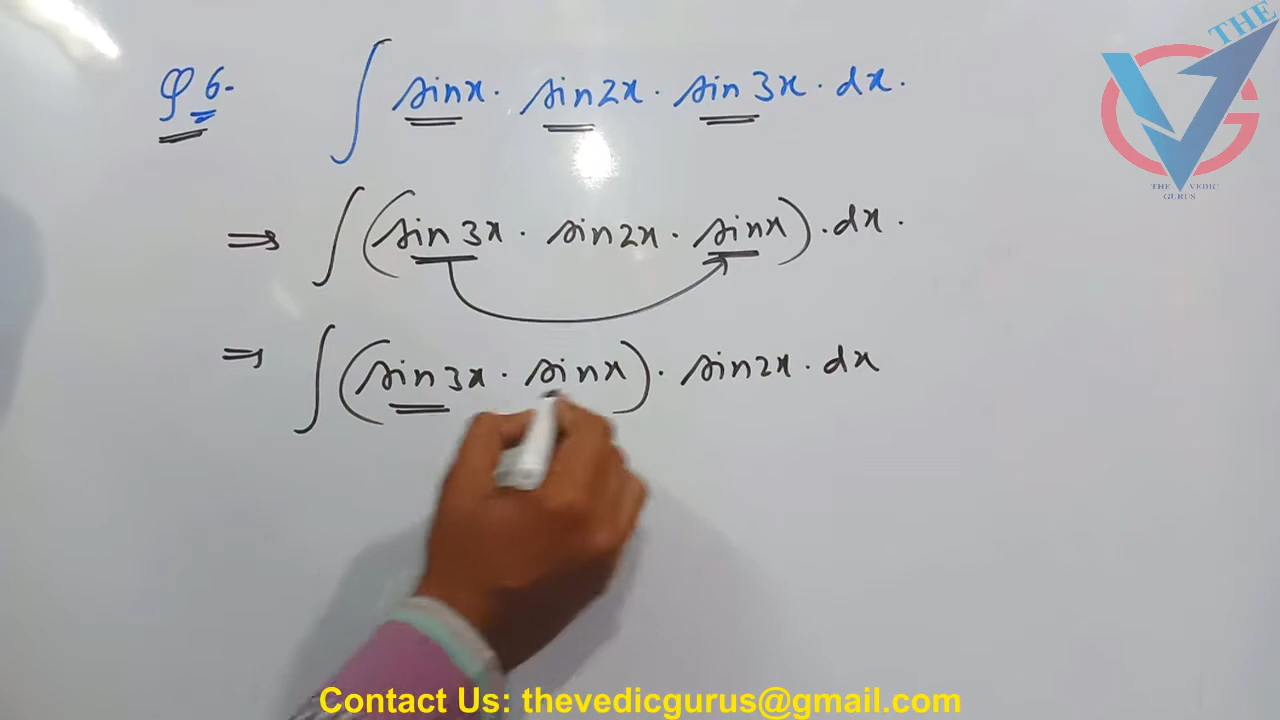 Q 6. ∫ sinx · sin2x · sin3x · dx.
THE
⇒ ∫ (sin3x · sin2x · sinx) · dx.
THE VEDIC
GURUS
⇒ ∫ (sin3x · sinx) · sin2x · dx
Contact Us: thevedicgurus@gmail.com